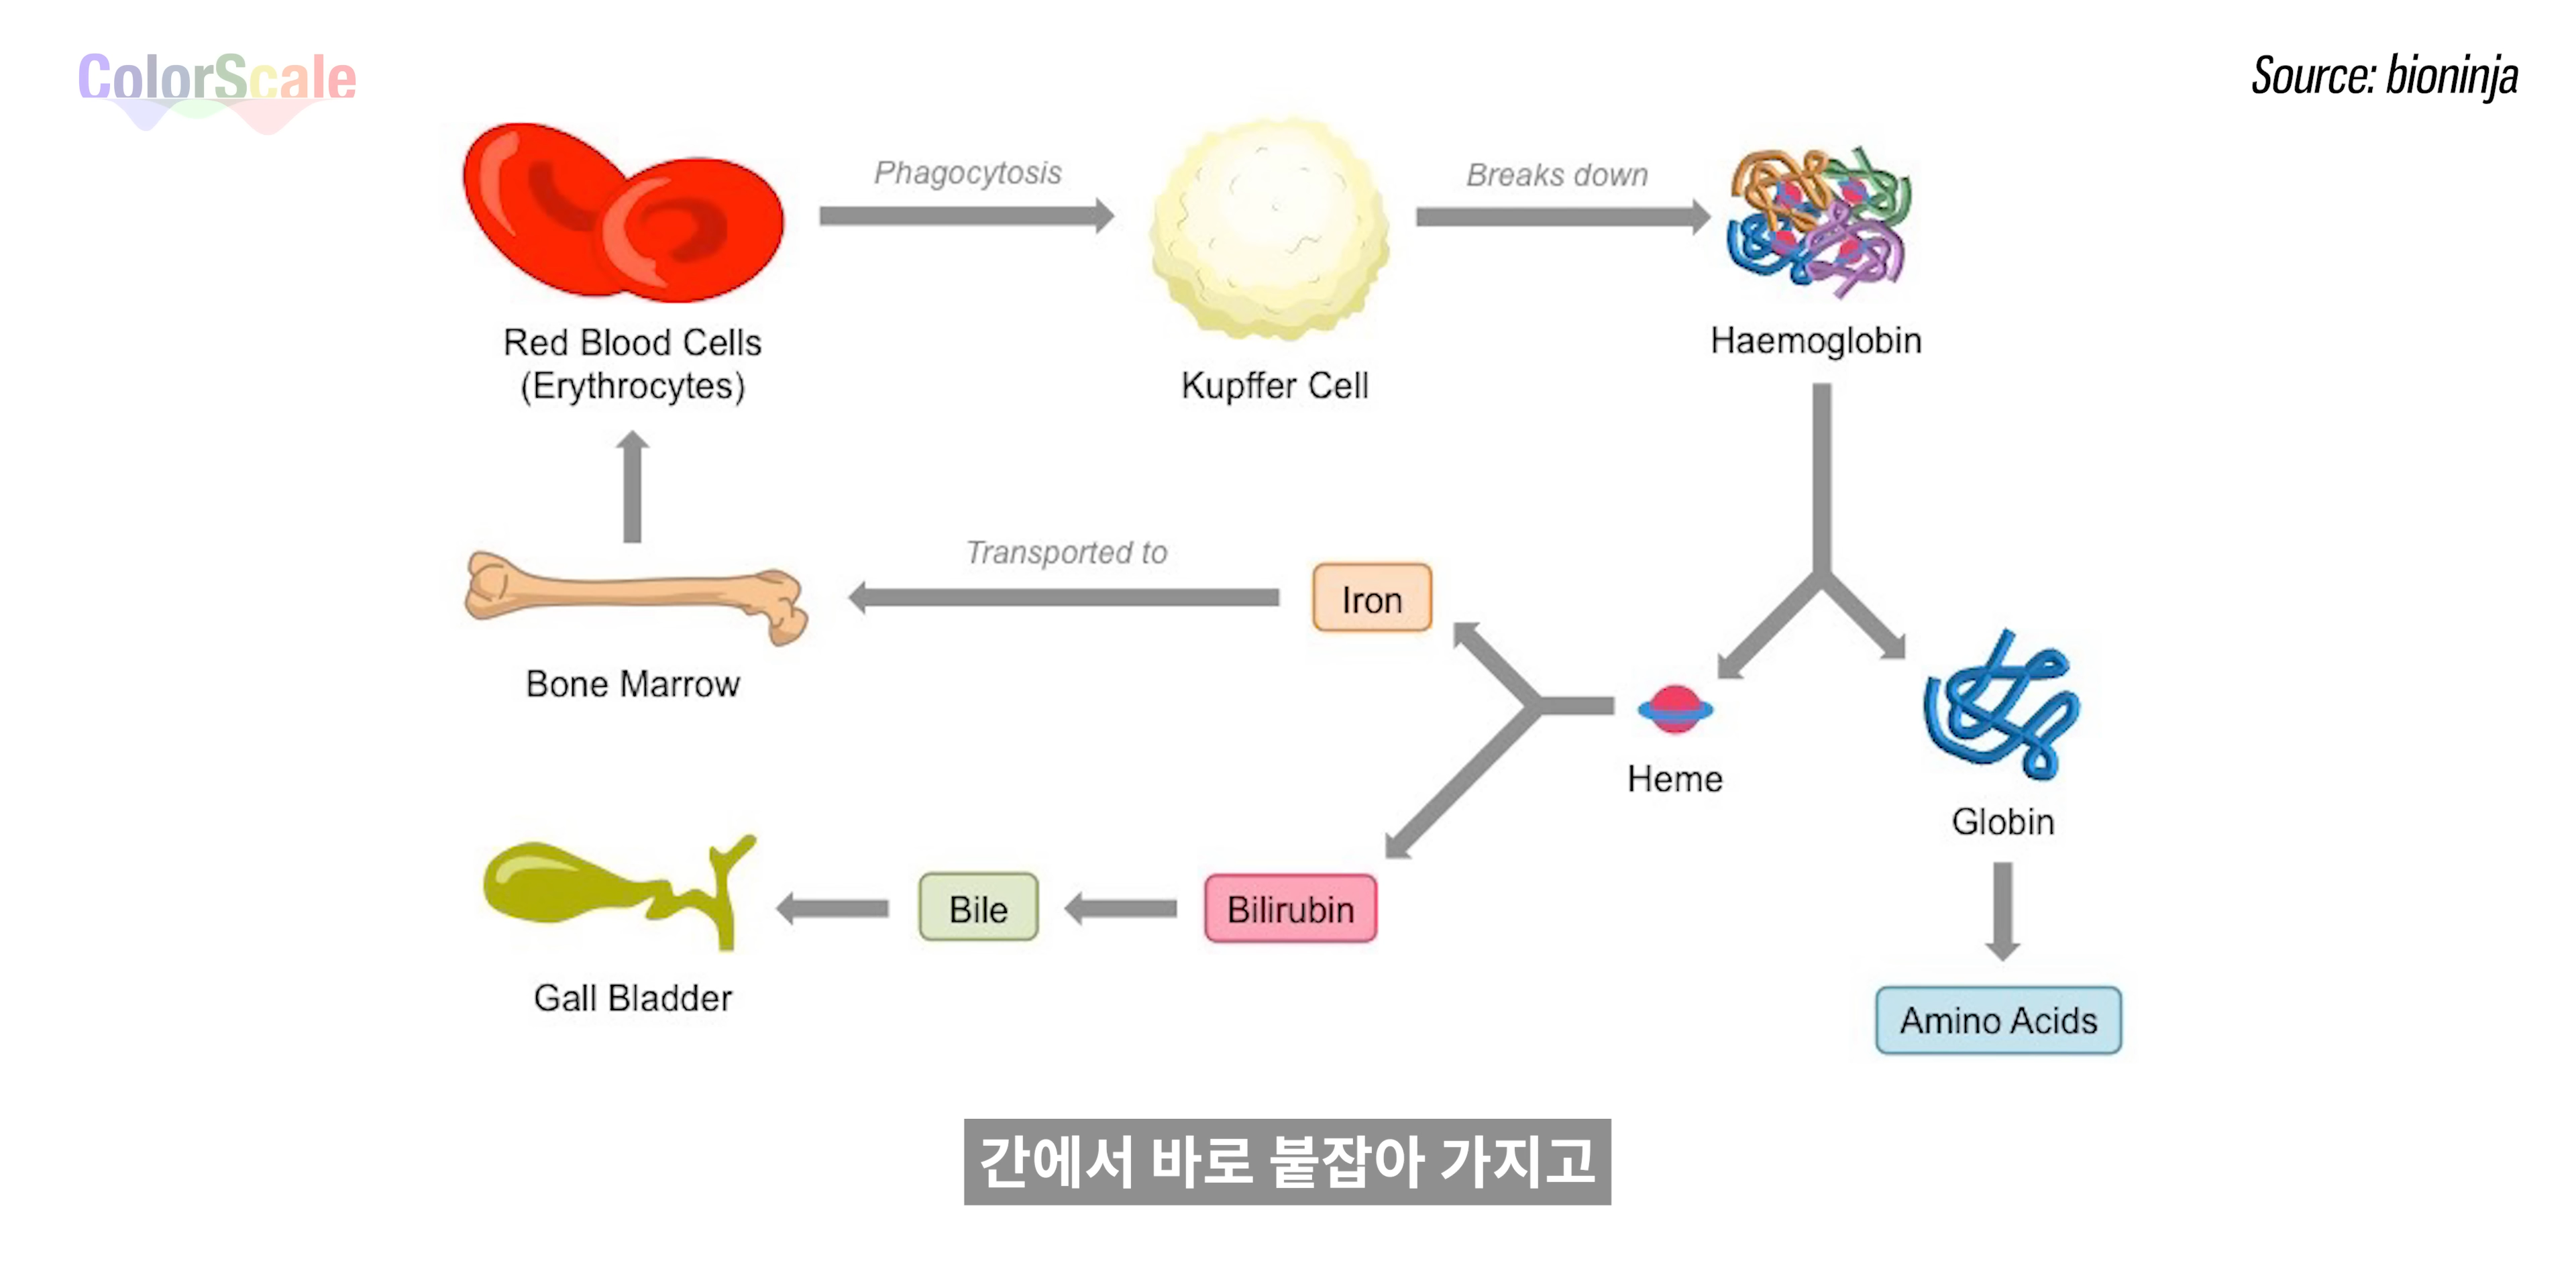 ColorScale
Source: bioninja
Phagocytosis
Breaks down
Red Blood Cells
(Erythrocytes)
Kupffer Cell
Haemoglobin
Transported to
Iron
Bone Marrow
Heme
Globin
Bilirubin
Bile
Gall Bladder
Amino Acids
간에서 바로 붙잡아 가지고